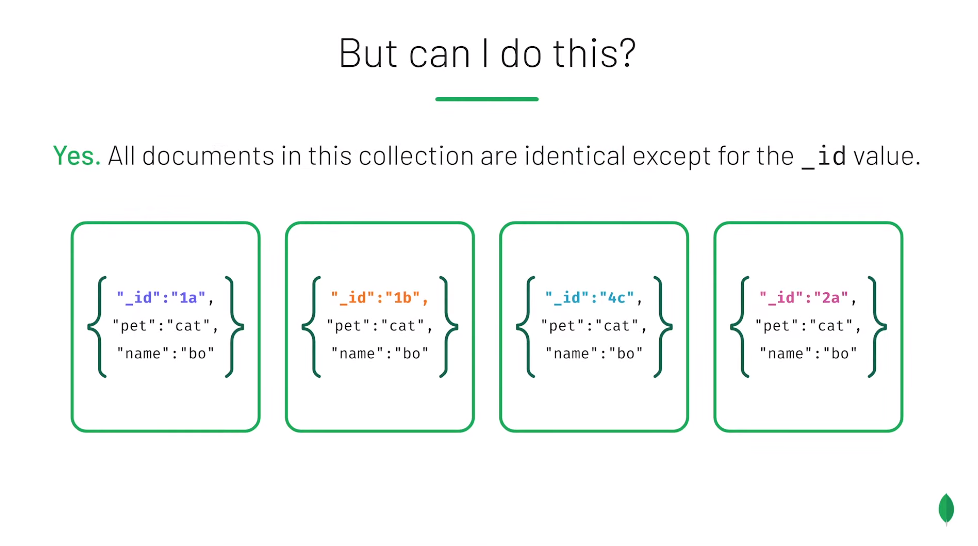 But can I do this?
Yes. All documents in this collection are identical except for the _id value.
{
"_id":"1a",
"pet":"cat",
"name":"bo"
}
{
"_id":"1b",
"pet":"cat",
"name":"bo"
}
{
"_id":"4c",
"pet":"cat",
"name":"bo"
}
{
"_id":"2a",
"pet":"cat",
"name":"bo"
}